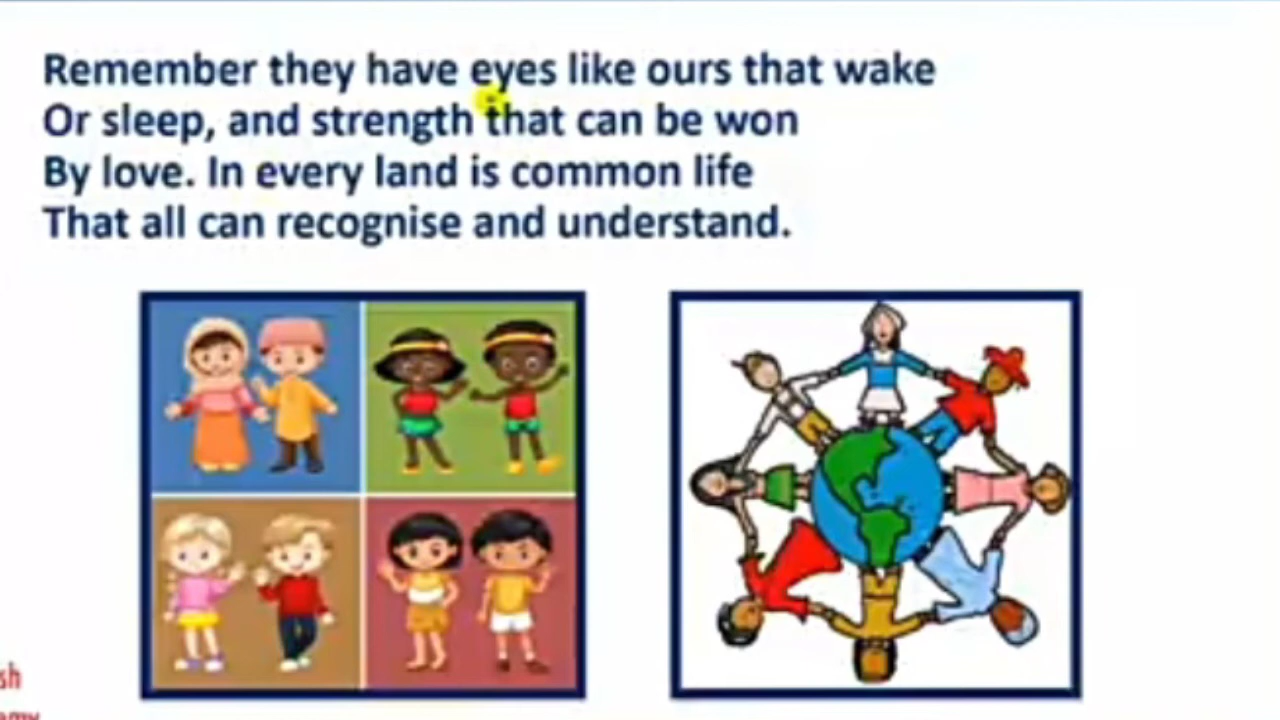 Remember they have eyes like ours that wake
Or sleep, and strength that can be won
By love. In every land is common life
That all can recognise and understand.
sh